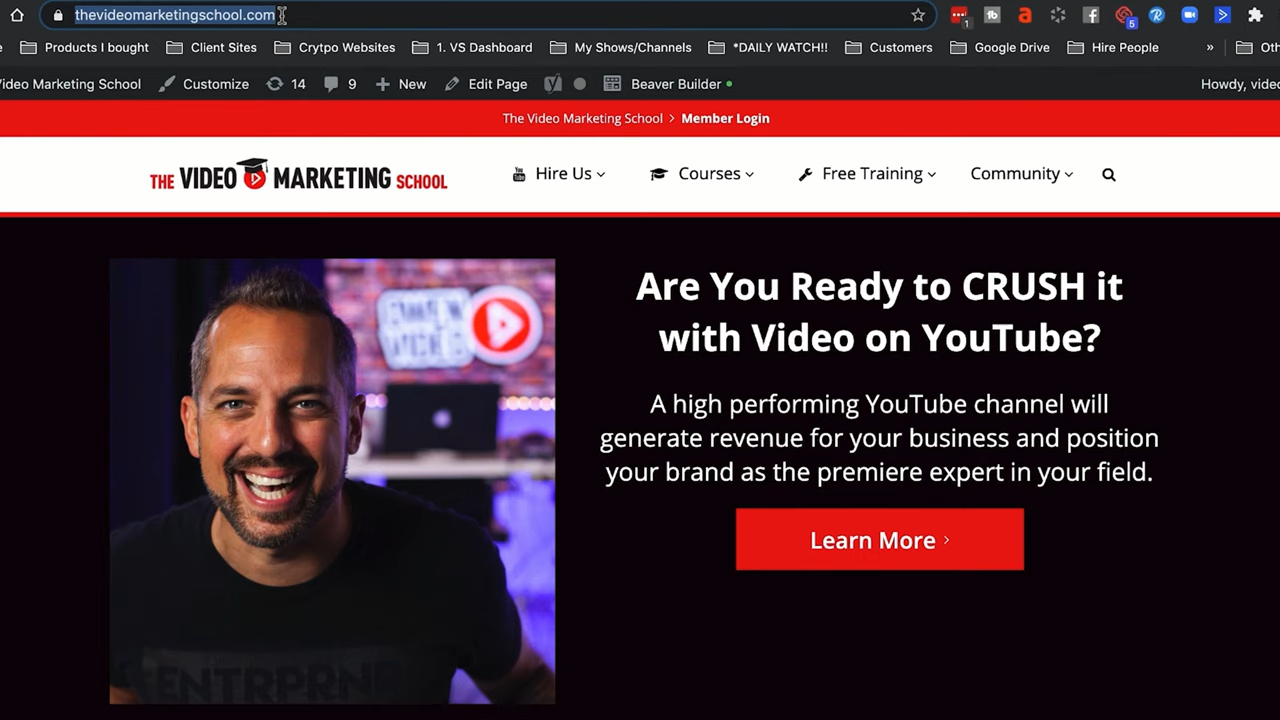 thevideomarketingschool.com
1
5
Products I bought
Client Sites
Crytpo Websites
1. VS Dashboard
My Shows/Channels
*DAILY WATCH!!
Customers
Google Drive
Hire People
»
Video Marketing School
Customize
14
9
New
Edit Page
Beaver Builder
Howdy,
The Video Marketing School > Member Login
THE VIDEO MARKETING SCHOOL
Hire Us
Courses
Free Training
Community
Are You Ready to CRUSH it
with Video on YouTube?
A high performing YouTube channel will
generate revenue for your business and position
your brand as the premiere expert in your field.
Learn More >
ENTRPRNR